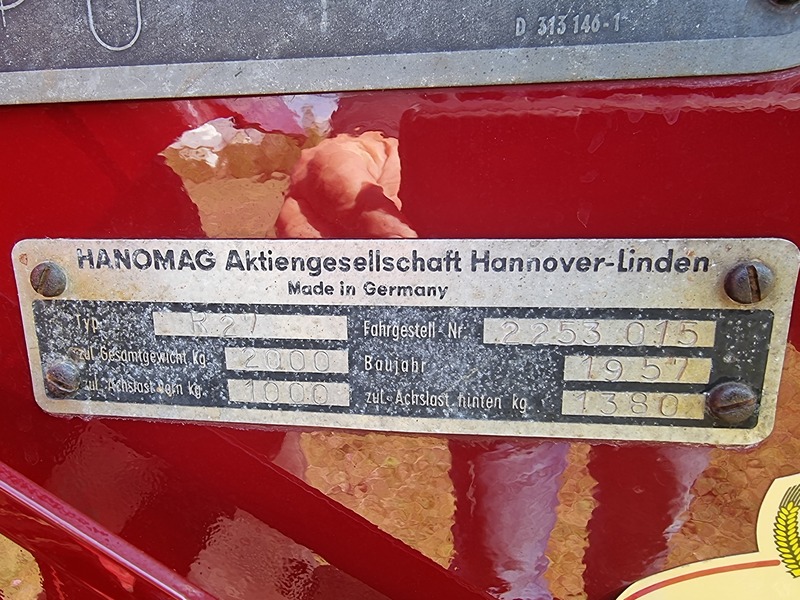 D 313 146-1
HANOMAG Aktiengesellschaft Hannover-Linden
Made in Germany
Typ R 27 Fahrgestell-Nr. 2253 015
zul. Gesamtgewicht kg. 2000 Baujahr 1957
zul. Achslast vorn kg. 1000 zul.-Achslast hinten kg. 1380